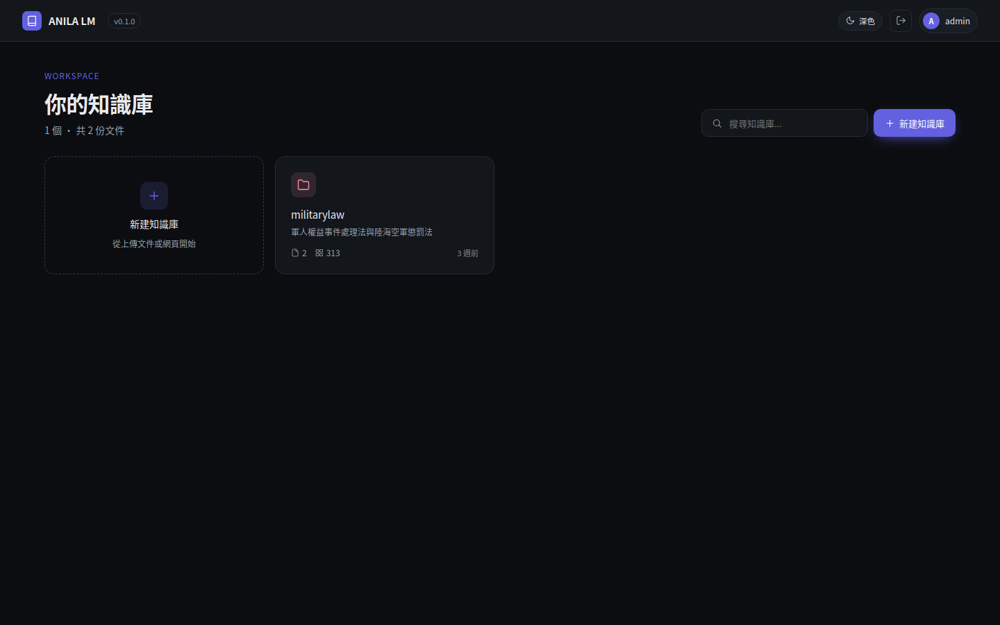 ANILA LM
v0.1.0
深色
A
admin
WORKSPACE
你的知識庫
1 個 • 共 2 份文件
搜尋知識庫...
新建知識庫
新建知識庫
從上傳文件或網頁開始
militarylaw
軍人權益事件處理法與陸海空軍懲罰法
2
313
3 週前